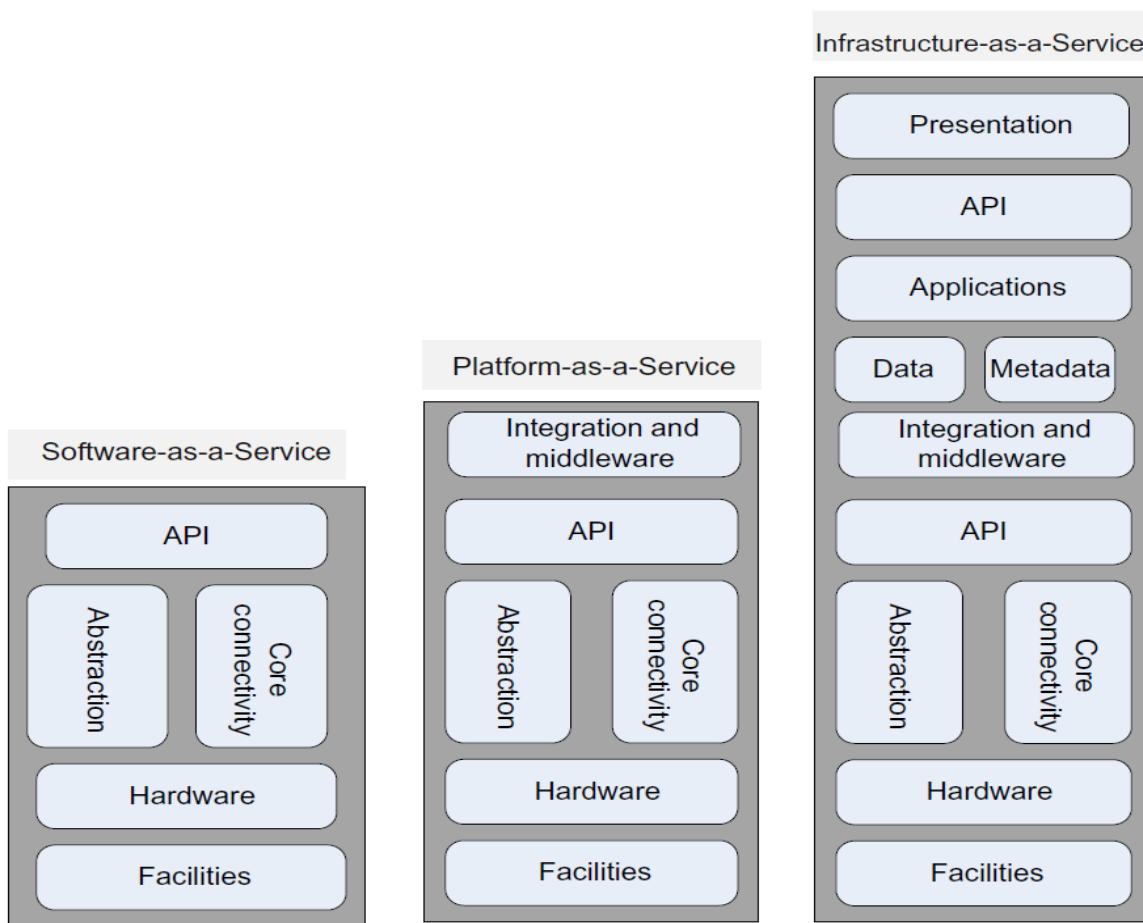 Software-as-a-Service
API
Abstraction
Core
connectivity
Hardware
Facilities
Platform-as-a-Service
Integration and
middleware
API
Abstraction
Core
connectivity
Hardware
Facilities
Infrastructure-as-a-Service
Presentation
API
Applications
Data
Metadata
Integration and
middleware
API
Abstraction
Core
connectivity
Hardware
Facilities